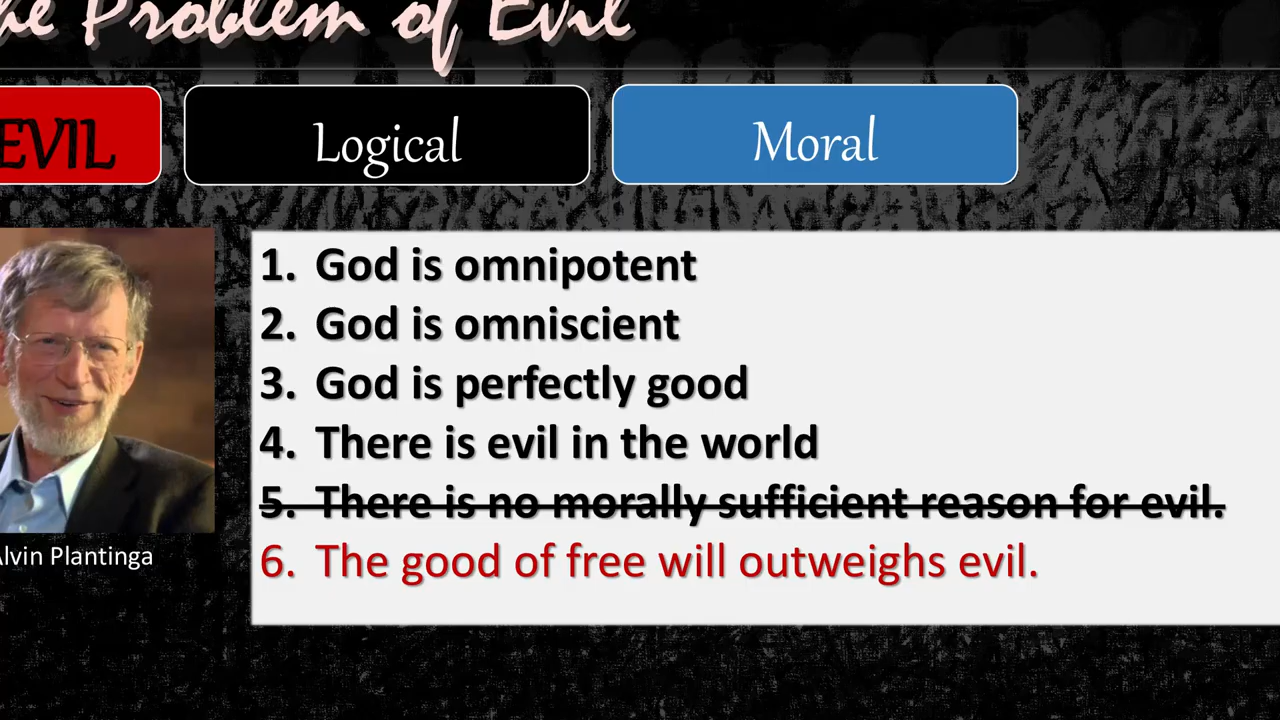 Problem of Evil
EVIL
Logical
Moral
1. God is omnipotent
2. God is omniscient
3. God is perfectly good
4. There is evil in the world
5. There is no morally sufficient reason for evil.
6. The good of free will outweighs evil.
lvin Plantinga